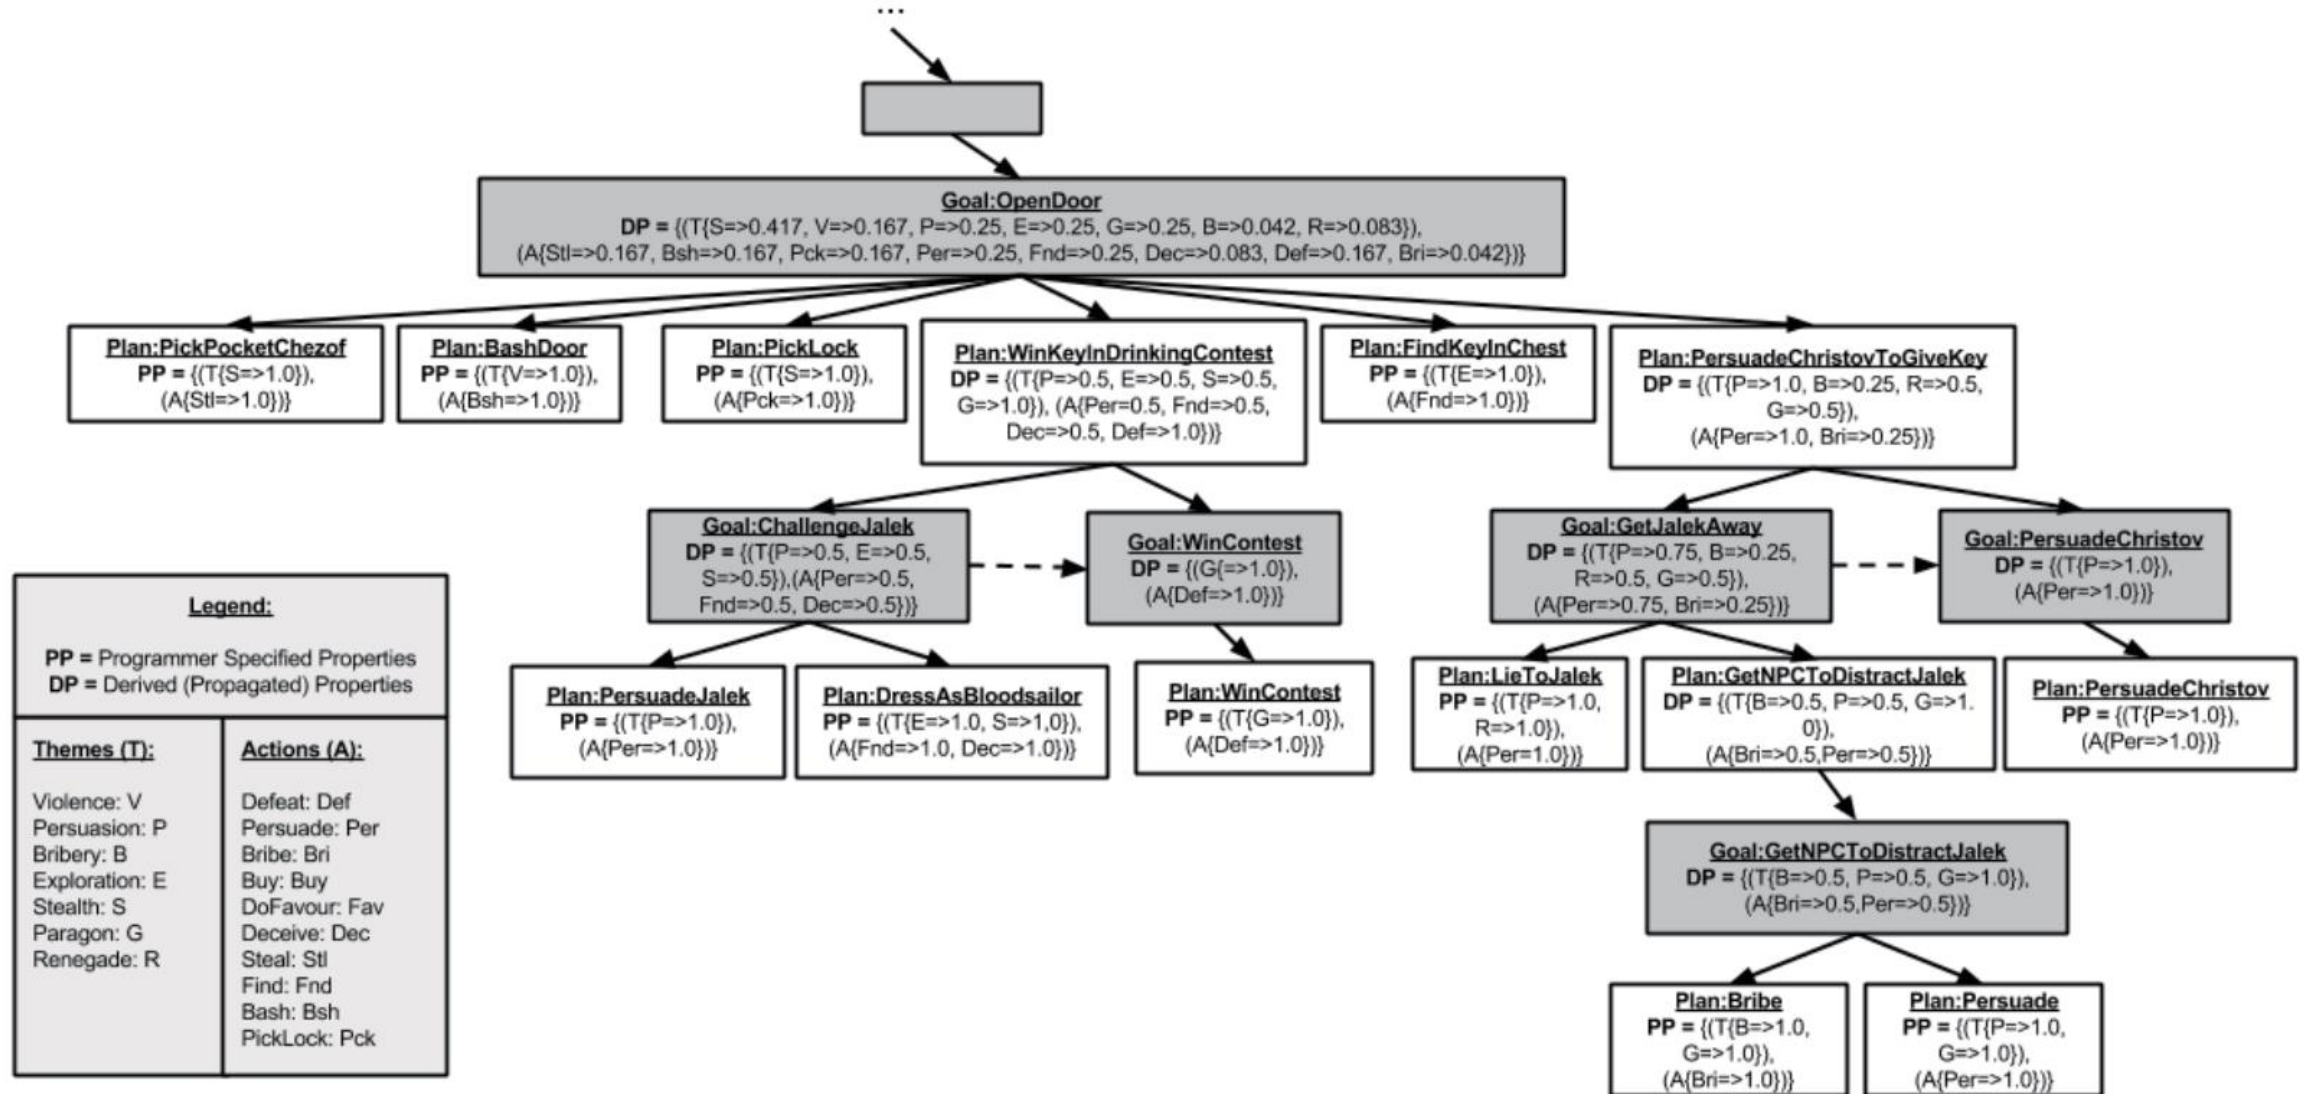 ...
Goal:OpenDoor
DP = {(T{S=>0.417, V=>0.167, P=>0.25, E=>0.25, G=>0.25, B=>0.042, R=>0.083}),
(A{Stl=>0.167, Bsh=>0.167, Pck=>0.167, Per=>0.25, Fnd=>0.25, Dec=>0.083, Def=>0.167, Bri=>0.042})}
Plan:PickPocketChezof
PP = {(T{S=>1.0}),
(A{Stl=>1.0})}
Plan:BashDoor
PP = {(T{V=>1.0}),
(A{Bsh=>1.0})}
Plan:PickLock
PP = {(T{S=>1.0}),
(A{Pck=>1.0})}
Plan:WinKeyInDrinkingContest
DP = {(T{P=>0.5, E=>0.5, S=>0.5,
G=>1.0}), (A{Per=0.5, Fnd=>0.5,
Dec=>0.5, Def=>1.0})}
Plan:FindKeyInChest
PP = {(T{E=>1.0}),
(A{Fnd=>1.0})}
Plan:PersuadeChristovToGiveKey
DP = {(T{P=>1.0, B=>0.25, R=>0.5,
G=>0.5}),
(A{Per=>1.0, Bri=>0.25})}
Goal:ChallengeJalek
DP = {(T{P=>0.5, E=>0.5,
S=>0.5}),(A{Per=>0.5,
Fnd=>0.5, Dec=>0.5})}
Goal:WinContest
DP = {(G{=>1.0}),
(A{Def=>1.0})}
Goal:GetJalekAway
DP = {(T{P=>0.75, B=>0.25,
R=>0.5, G=>0.5}),
(A{Per=>0.75, Bri=>0.25})}
Goal:PersuadeChristov
DP = {(T{P=>1.0}),
(A{Per=>1.0})}
Plan:PersuadeJalek
PP = {(T{P=>1.0}),
(A{Per=>1.0})}
Plan:DressAsBloodsailor
PP = {(T{E=>1.0, S=>1,0}),
(A{Fnd=>1.0, Dec=>1.0})}
Plan:WinContest
PP = {(T{G=>1.0}),
(A{Def=>1.0})}
Plan:LieToJalek
PP = {(T{P=>1.0,
R=>1.0}),
(A{Per=1.0})}
Plan:GetNPCToDistractJalek
DP = {(T{B=>0.5, P=>0.5, G=>1.
0}),
(A{Bri=>0.5,Per=>0.5})}
Plan:PersuadeChristov
PP = {(T{P=>1.0}),
(A{Per=>1.0})}
Goal:GetNPCToDistractJalek
DP = {(T{B=>0.5, P=>0.5, G=>1.0}),
(A{Bri=>0.5,Per=>0.5})}
Plan:Bribe
PP = {(T{B=>1.0,
G=>1.0}),
(A{Bri=>1.0})}
Plan:Persuade
PP = {(T{P=>1.0,
G=>1.0}),
(A{Per=>1.0})}
Legend:
PP = Programmer Specified Properties
DP = Derived (Propagated) Properties
Themes (T):
Violence: V
Persuasion: P
Bribery: B
Exploration: E
Stealth: S
Paragon: G
Renegade: R
Actions (A):
Defeat: Def
Persuade: Per
Bribe: Bri
Buy: Buy
DoFavour: Fav
Deceive: Dec
Steal: Stl
Find: Fnd
Bash: Bsh
PickLock: Pck